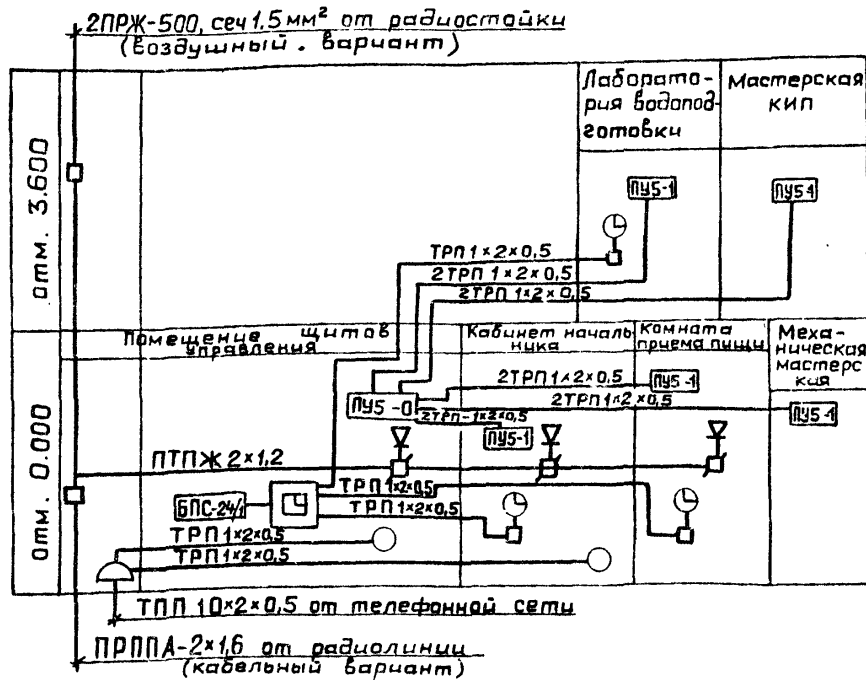 2ПРЖ-500, сеч 1.5 мм² от радиостойки
(воздушный . вариант)
Лаборато-
рия водопод-
готовки
Мастерская
КИП
отм. 3.600
ПУ5-1
ПУ5-1
ТРП 1×2×0,5
2ТРП 1×2×0,5
2ТРП 1×2×0,5
Помещение щитов
управления
Кабинет началь
ника
Комната
приема пищи
Меха-
ническая
мастерс
кая
отм. 0.000
2ТРП 1×2×0.5
ПУ5-1
ПУ5-0
2ТРП 1×2×0,5
2ТРП-1×2×0,5
ПУ5-1
ПУ5-1
ПТПЖ 2×1,2
ТРП 1×2×0,5
БПС-24/1
ТРП 1×2×0,5
ТРП 1×2×0,5
ТРП 1×2×0,5
ТПП 10×2×0,5 от телефонной сети
ПРППА-2×1,6 от радиолинии
(кабельный вариант)